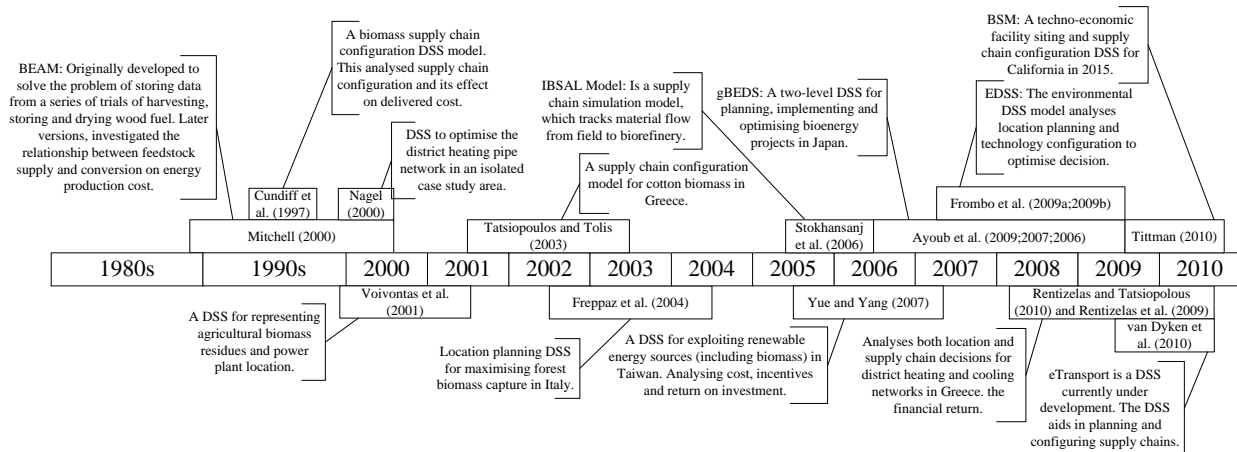 BEAM: Originally developed to
solve the problem of storing data
from a series of trials of harvesting,
storing and drying wood fuel. Later
versions, investigated the
relationship between feedstock
supply and conversion on energy
production cost.
A biomass supply chain
configuration DSS model.
This analysed supply chain
configuration and its effect
on delivered cost.
DSS to optimise the
district heating pipe
network in an isolated
case study area.
IBSAL Model: Is a supply
chain simulation model,
which tracks material flow
from field to biorefinery.
A supply chain configuration
model for cotton biomass in
Greece.
gBEDS: A two-level DSS for
planning, implementing and
optimising bioenergy
projects in Japan.
BSM: A techno-economic
facility siting and supply
chain configuration DSS for
California in 2015.
EDSS: The environmental
DSS model analyses
location planning and
technology configuration to
optimise decision.
Cundiff et
al. (1997)
Nagel
(2000)
Mitchell (2000)
Tatsiopoulos and Tolis
(2003)
Stokhansanj
et al. (2006)
Frombo et al. (2009a;2009b)
Ayoub et al. (2009;2007;2006)
Tittman (2010)
1980s
1990s
2000
2001
2002
2003
2004
2005
2006
2007
2008
2009
2010
Voivontas et al.
(2001)
Freppaz et al. (2004)
Yue and Yang (2007)
Rentizelas and Tatsiopolous
(2010) and Rentizelas et al. (2009)
van Dyken et al
(2010)
A DSS for representing
agricultural biomass
residues and power
plant location.
Location planning DSS
for maximising forest
biomass capture in Italy.
A DSS for exploiting renewable
energy sources (including biomass) in
Taiwan. Analysing cost, incentives
and return on investment.
Analyses both location and
supply chain decisions for
district heating and cooling
networks in Greece. the
financial return.
eTransport is a DSS
currently under
development. The DSS
aids in planning and
configuring supply chains.